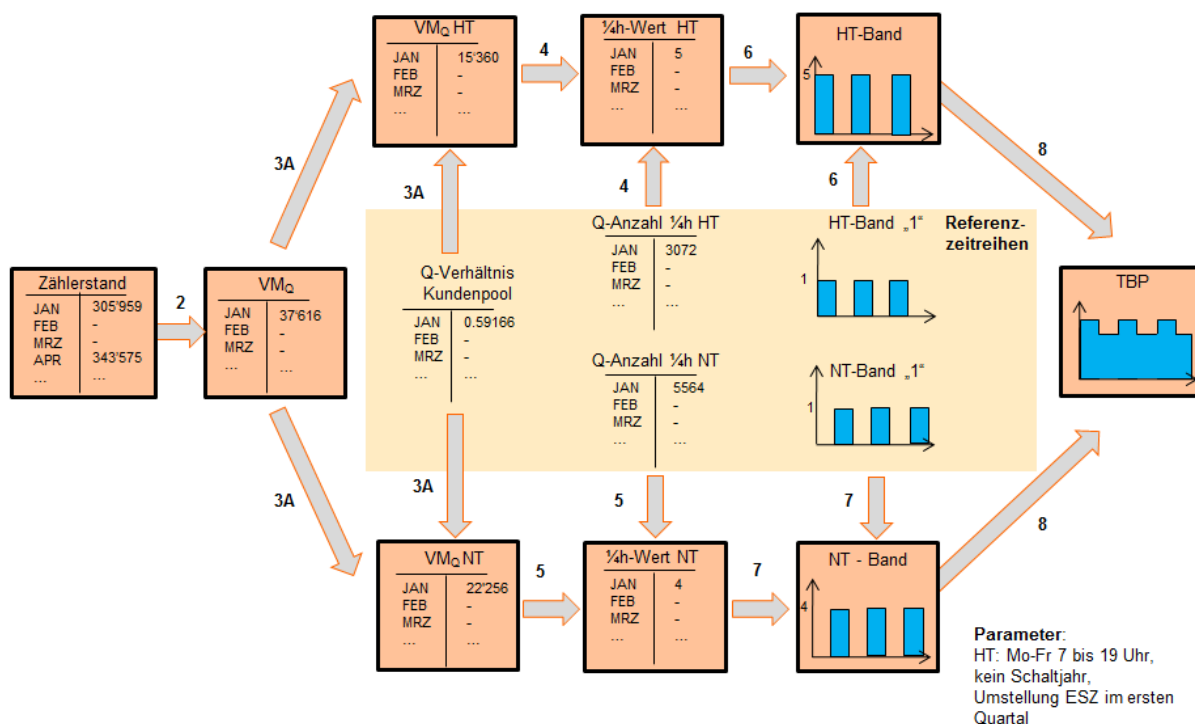 VMQ HT
JAN 15'360
FEB -
MRZ -
... ...
4
¼h-Wert HT
JAN 5
FEB -
MRZ -
... ...
6
HT-Band
5
8
3A
3A
4
6
Referenz-
zeitreihen
Q-Anzahl ¼h HT
JAN 3072
FEB -
MRZ -
... ...
HT-Band „1“
1
Zählerstand
JAN 305'959
FEB -
MRZ -
APR 343'575
... ...
2
VMQ
JAN 37'616
FEB -
MRZ -
... ...
Q-Verhältnis
Kundenpool
JAN 0.59166
FEB -
MRZ -
... ...
Q-Anzahl ¼h NT
JAN 5564
FEB -
MRZ -
... ...
NT-Band „1“
1
TBP
3A
3A
5
7
8
VMQ NT
JAN 22'256
FEB -
MRZ -
... ...
5
¼h-Wert NT
JAN 4
FEB -
MRZ -
... ...
7
NT - Band
4
Parameter:
HT: Mo-Fr 7 bis 19 Uhr,
kein Schaltjahr,
Umstellung ESZ im ersten
Quartal